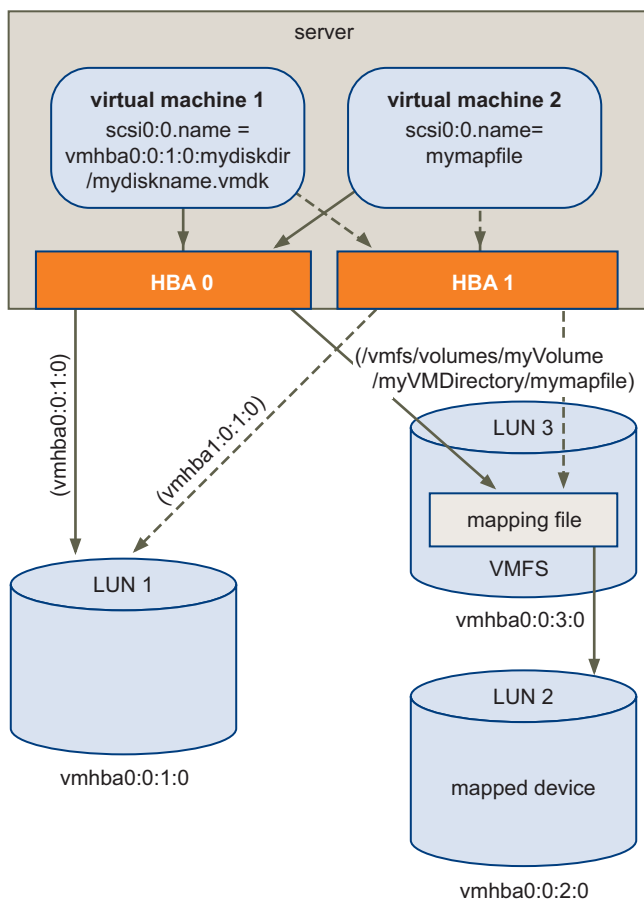 server
virtual machine 1
scsi0:0.name =
vmhba0:0:1:0:mydiskdir
/mydiskname.vmdk
virtual machine 2
scsi0:0.name=
mymapfile
HBA 0
HBA 1
(vmhba0:0:1:0)
(vmhba1:0:1:0)
(/vmfs/volumes/myVolume
/myVMDirectory/mymapfile)
LUN 3
mapping file
VMFS
vmhba0:0:3:0
LUN 1
vmhba0:0:1:0
LUN 2
mapped device
vmhba0:0:2:0